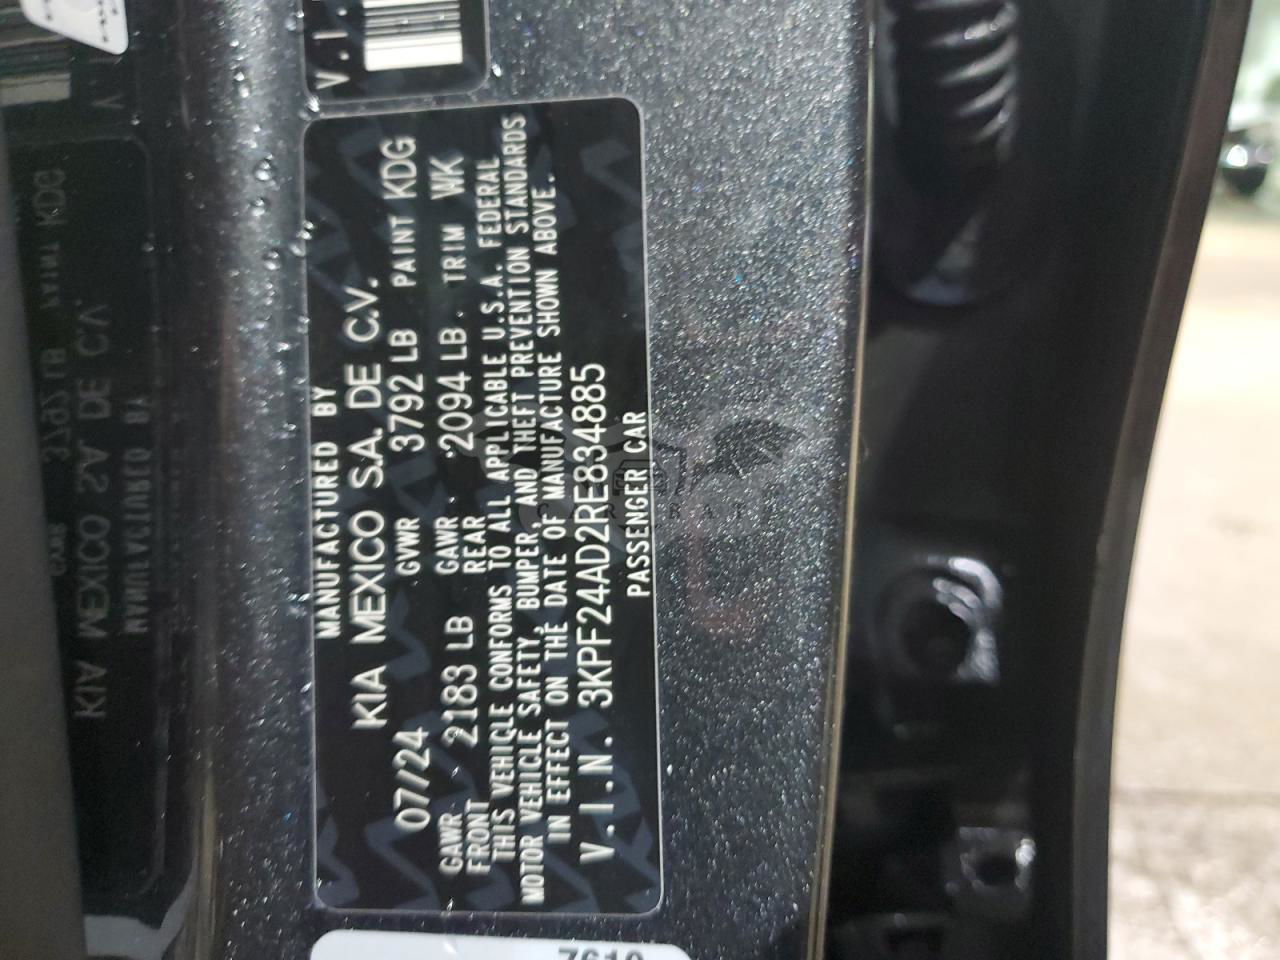 V.I.
MANUFACTURED BY
KIA MEXICO S.A. DE C.V.
07/24 GVWR 3792 LB PAINT KDG
GAWR FRONT 2183 LB GAWR REAR 2094 LB. TRIM WK
THIS VEHICLE CONFORMS TO ALL APPLICABLE U.S.A. FEDERAL
MOTOR VEHICLE SAFETY, BUMPER, AND THEFT PREVENTION STANDARDS
IN EFFECT ON THE DATE OF MANUFACTURE SHOWN ABOVE.
V.I.N. 3KPF24AD2RE834885
PASSENGER CAR
7610